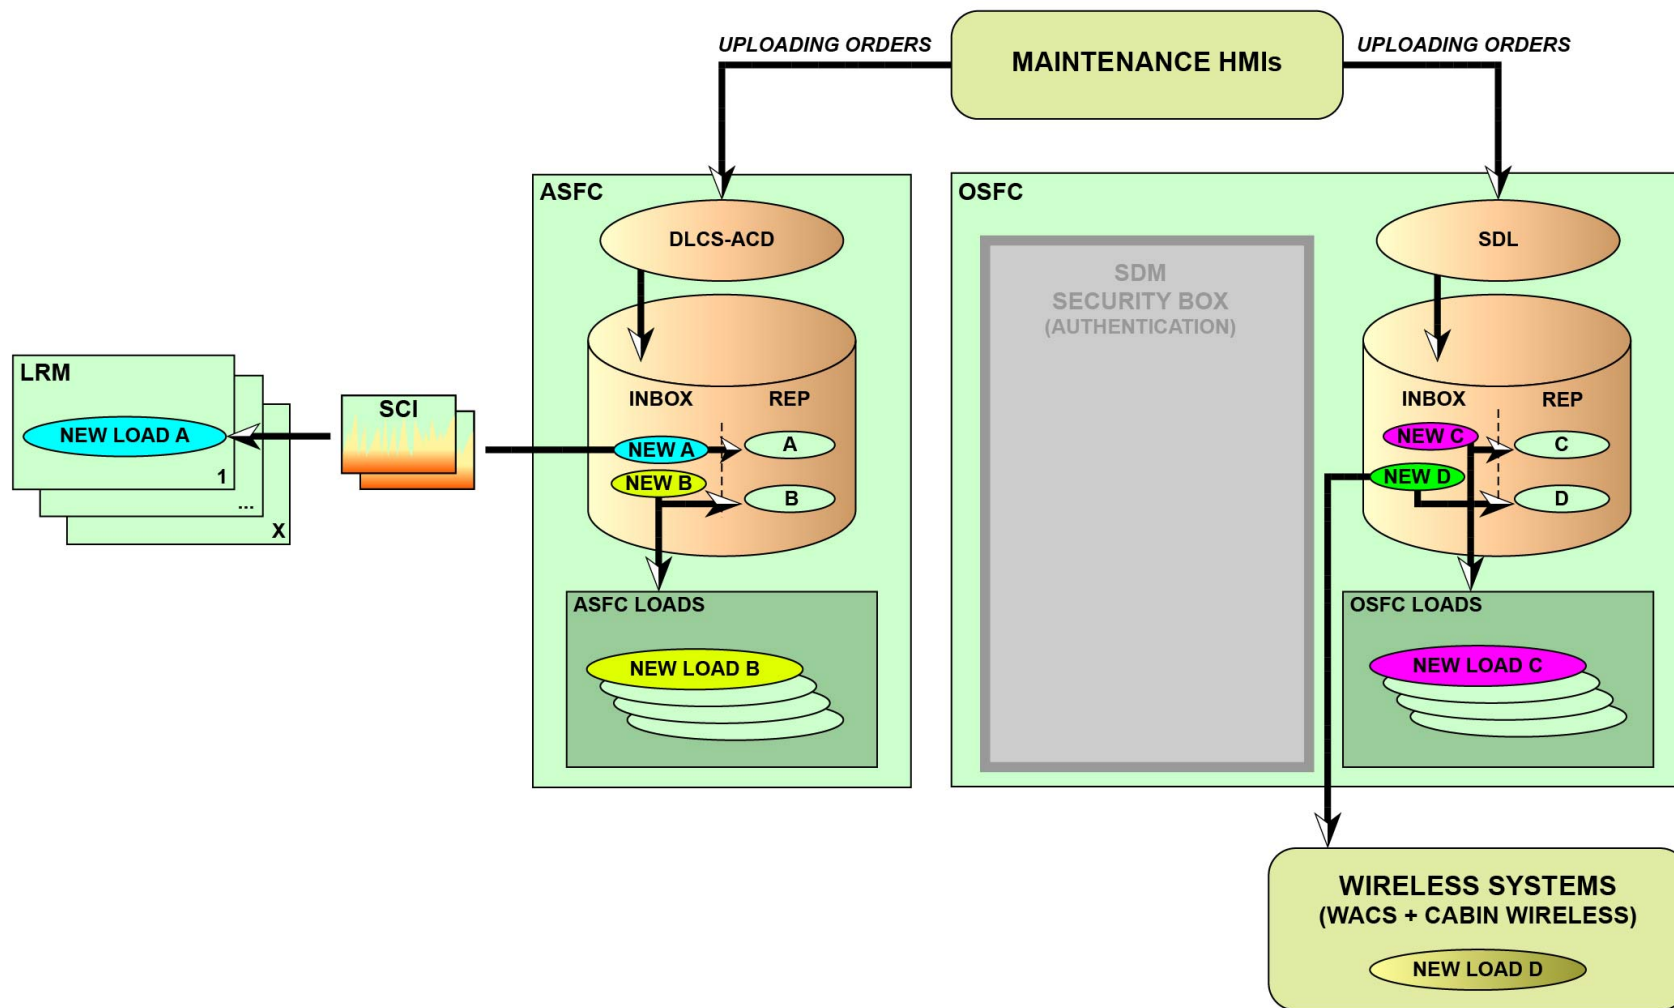 UPLOADING ORDERS
MAINTENANCE HMIs
UPLOADING ORDERS
ASFC
DLCS-ACD
INBOX
REP
NEW A
A
NEW B
B
ASFC LOADS
NEW LOAD B
LRM
NEW LOAD A
1
...
X
SCI
OSFC
SDM
SECURITY BOX
(AUTHENTICATION)
SDL
INBOX
REP
NEW C
C
NEW D
D
OSFC LOADS
NEW LOAD C
WIRELESS SYSTEMS
(WACS + CABIN WIRELESS)
NEW LOAD D